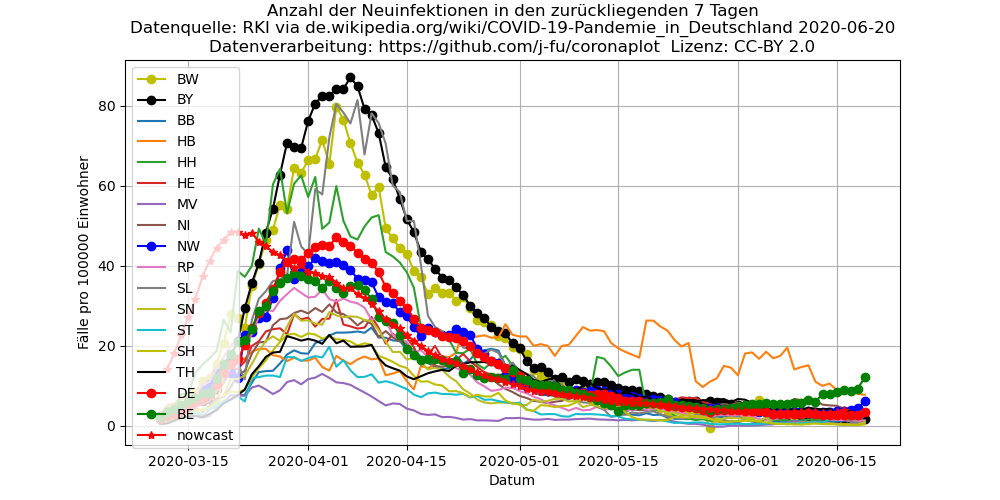 Anzahl der Neuinfektionen in den zurückliegenden 7 Tagen
Datenquelle: RKI via de.wikipedia.org/wiki/COVID-19-Pandemie_in_Deutschland 2020-06-20
Datenverarbeitung: https://github.com/j-fu/coronaplot  Lizenz: CC-BY 2.0
Fälle pro 100000 Einwohner
80
60
40
20
0
BW
BY
BB
HB
HH
HE
MV
NI
NW
RP
SL
SN
ST
SH
TH
DE
BE
nowcast
2020-03-15 2020-04-01 2020-04-15 2020-05-01 2020-05-15 2020-06-01 2020-06-15
Datum